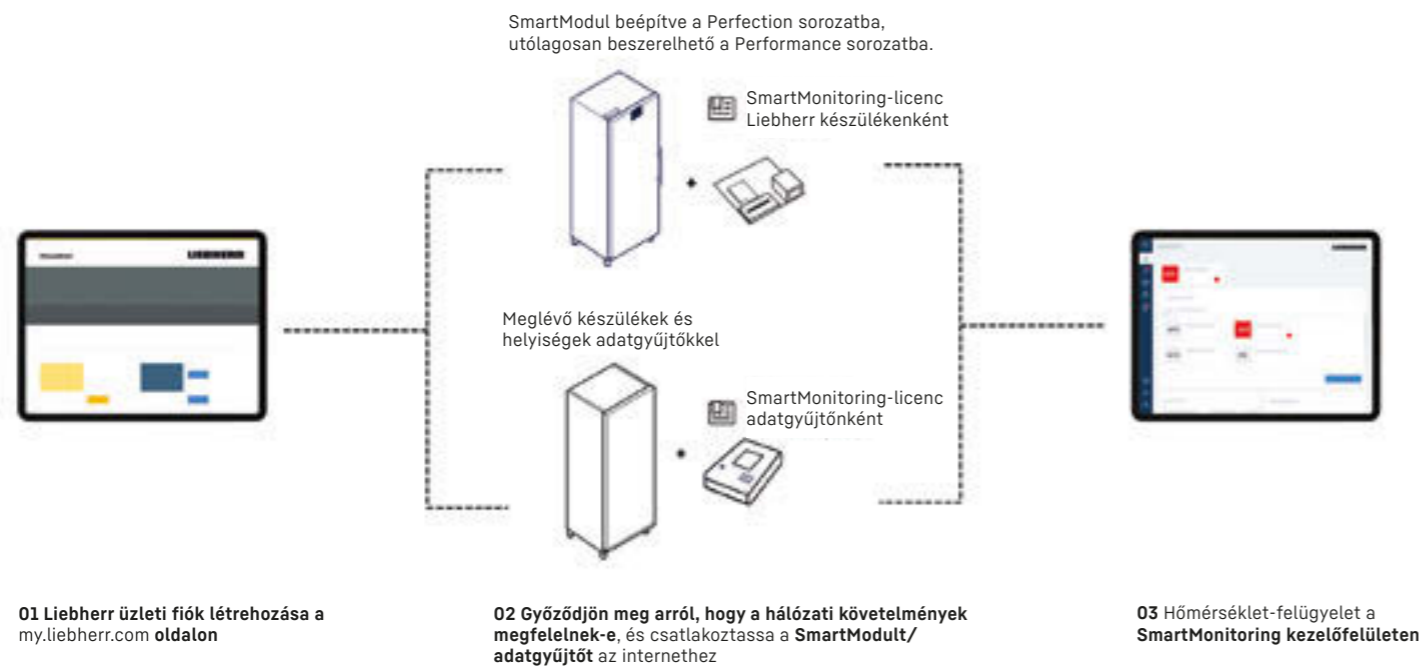 SmartModul beépítve a Perfection sorozatba,
utólagosan beszerelhető a Performance sorozatba.
SmartMonitoring-licenc
Liebherr készülékenként
LIEBHERR
Meglévő készülékek és
helyiségek adatgyűjtőkkel
SmartMonitoring-licenc
adatgyűjtőnként
01 Liebherr üzleti fiók létrehozása a
my.liebherr.com oldalon
02 Győződjön meg arról, hogy a hálózati követelmények
megfelelnek-e, és csatlakoztassa a SmartModult/
adatgyűjtőt az internethez
03 Hőmérséklet-felügyelet a
SmartMonitoring kezelőfelületen